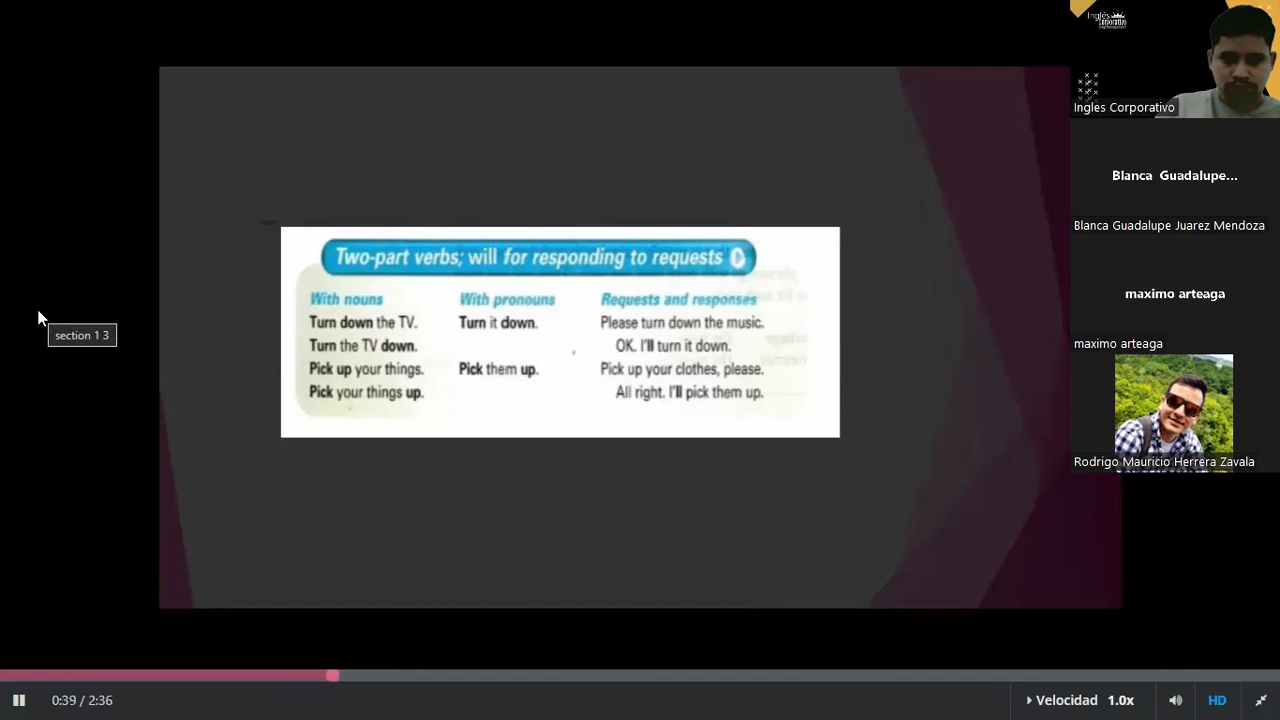 Inglés
Corporativo
Ingles Corporativo
Blanca Guadalupe...
Blanca Guadalupe Juarez Mendoza
maximo arteaga
maximo arteaga
Rodrigo Mauricio Herrera Zavala
Two-part verbs; will for responding to requests
With nouns With pronouns Requests and responses
Turn down the TV. Turn it down. Please turn down the music.
Turn the TV down. OK. I'll turn it down.
Pick up your things. Pick them up. Pick up your clothes, please.
Pick your things up. All right. I'll pick them up.
section 1 3
0:39 / 2:36
Velocidad 1.0x
HD